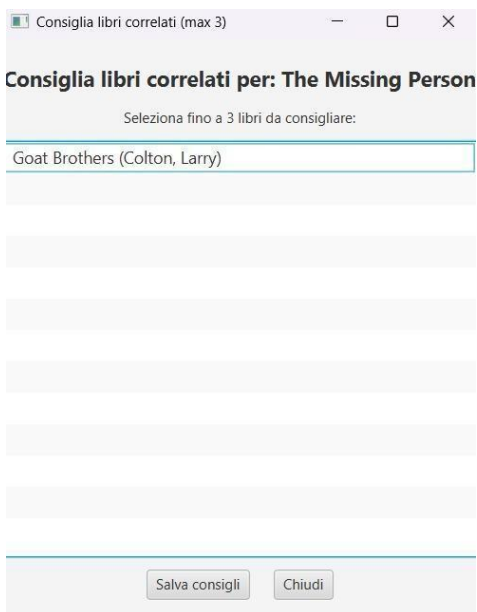 Consiglia libri correlati (max 3)
Consiglia libri correlati per: The Missing Person
Seleziona fino a 3 libri da consigliare:
Goat Brothers (Colton, Larry)
Salva consigli Chiudi